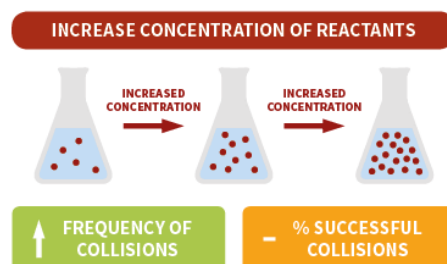 INCREASE CONCENTRATION OF REACTANTS
INCREASED
CONCENTRATION
INCREASED
CONCENTRATION
FREQUENCY OF
COLLISIONS
- % SUCCESSFUL
COLLISIONS